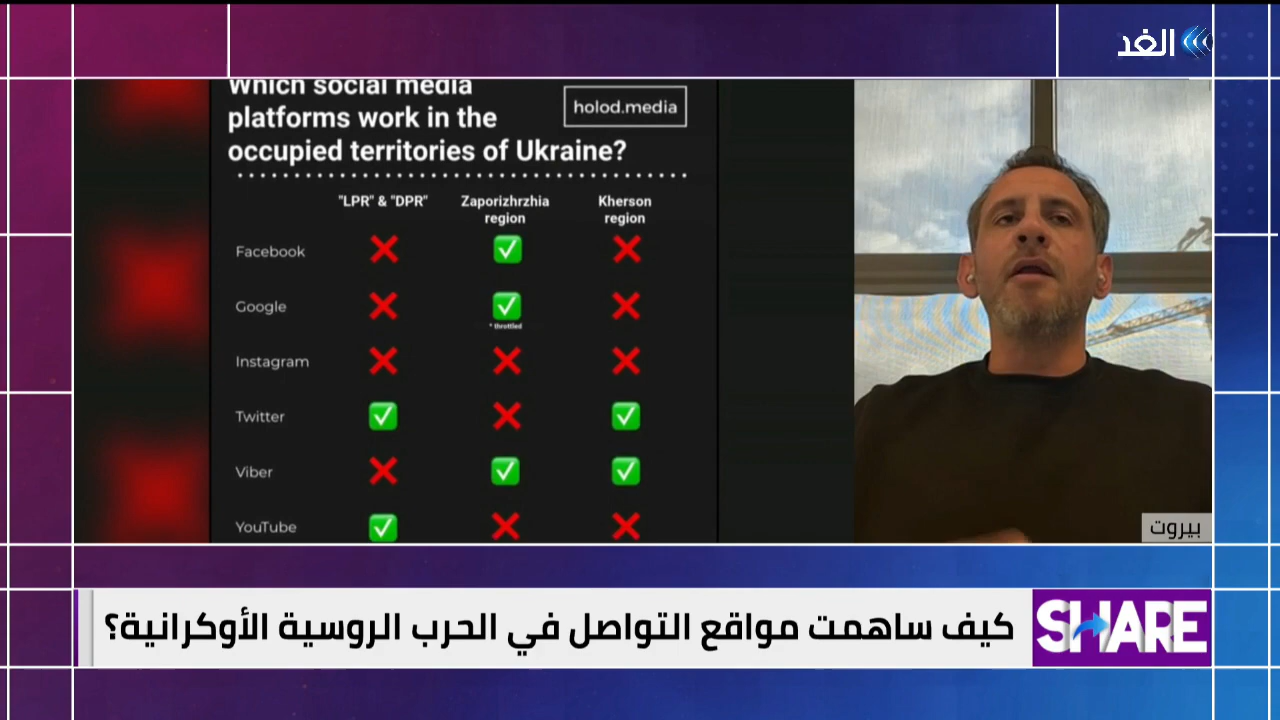 الغد
Which social media
platforms work in the
occupied territories of Ukraine?
holod.media
"LPR" & "DPR"
Zaporizhrzhia
region
Kherson
region
Facebook
Google
* throttled
Instagram
Twitter
Viber
YouTube
بيروت
كيف ساهمت مواقع التواصل في الحرب الروسية الأوكرانية؟
SHARE